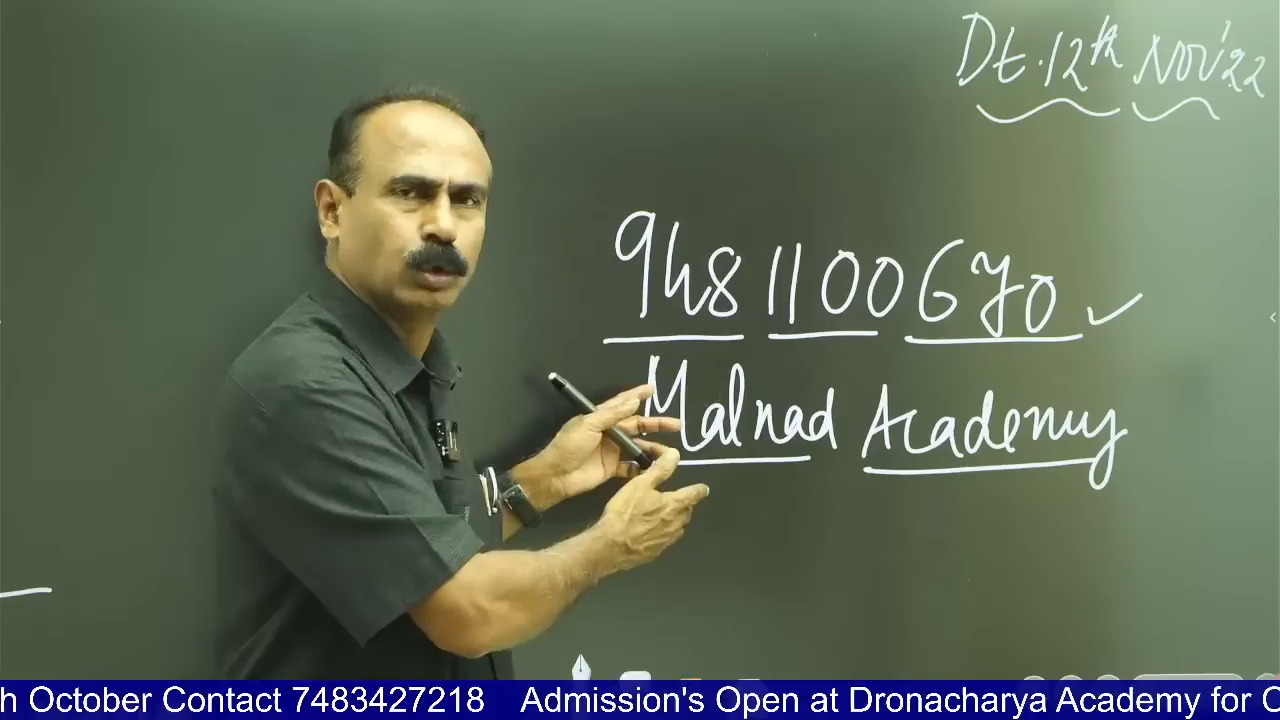 Dt. 12th Nov'22
9481100670
Malnad Academy
h October Contact 7483427218 Admission's Open at Dronacharya Academy for C